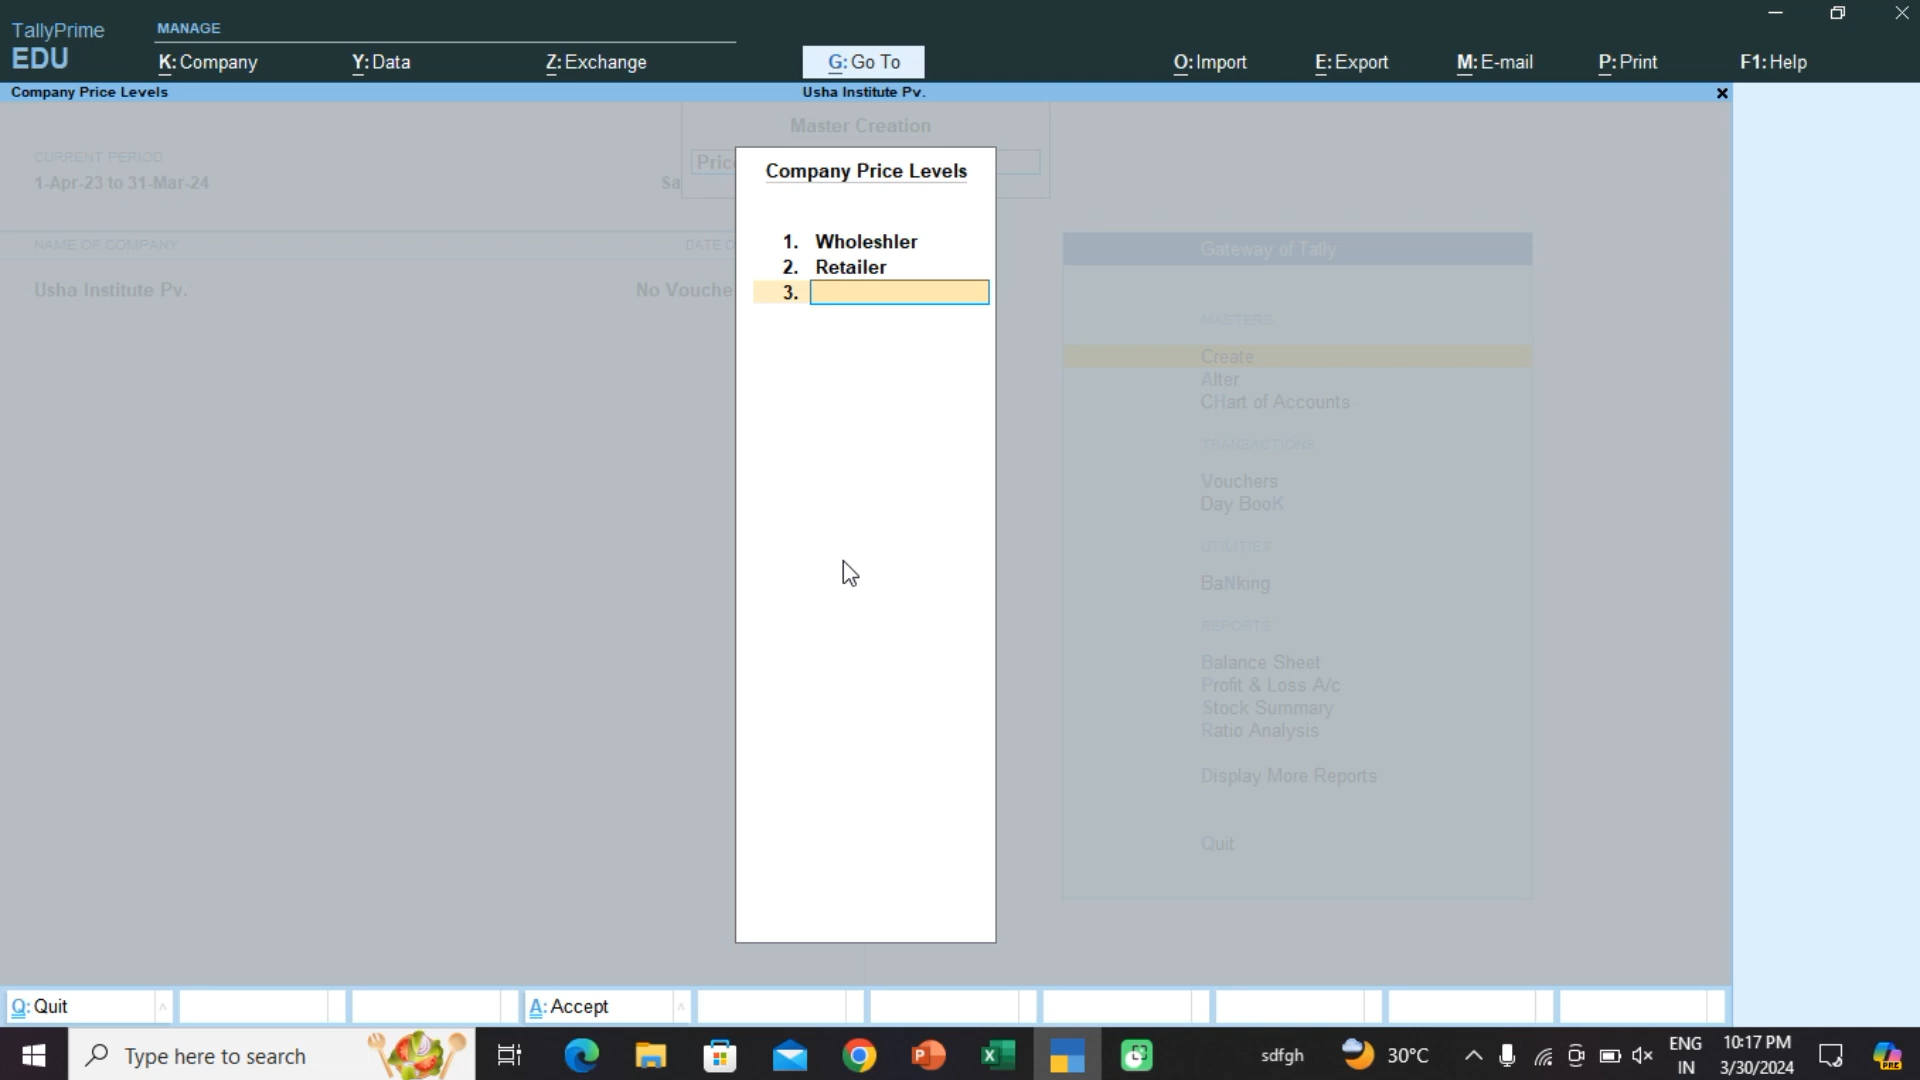 TallyPrime
EDU
MANAGE
K: Company
Y: Data
Z: Exchange
G: Go To
O: Import
E: Export
M: E-mail
P: Print
F1: Help
Company Price Levels
Usha Institute Pv.
Master Creation
CURRENT PERIOD
1-Apr-23 to 31-Mar-24
NAME OF COMPANY
Usha Institute Pv.
Company Price Levels
1. Wholeshler
2. Retailer
3.
Gateway of Tally
MASTERS
Create
Alter
CHart of Accounts
TRANSACTIONS
Vouchers
Day BooK
UTILITIES
BaNking
REPORTS
Balance Sheet
Profit & Loss A/c
Stock Summary
Ratio Analysis
Display More Reports
Quit
Q: Quit
A: Accept
Type here to search
sdfgh
30°C
ENG
IN
10:17 PM
3/30/2024